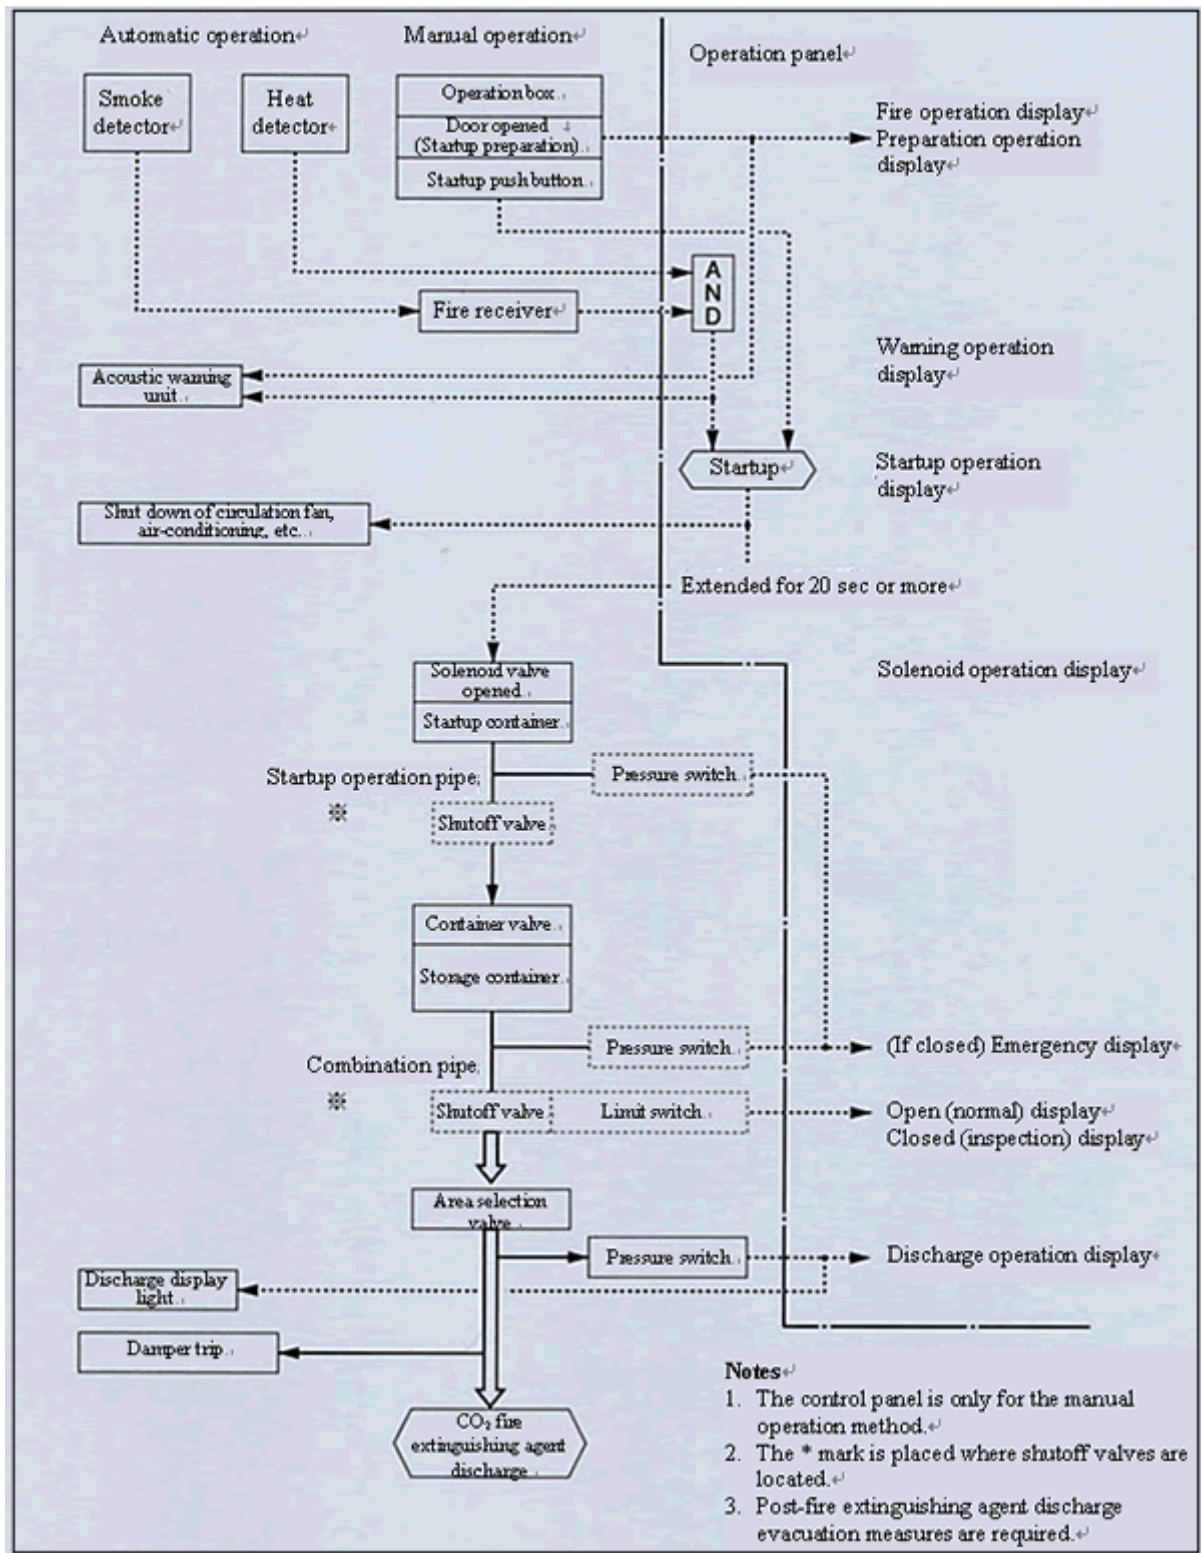 Automatic operation↵
Manual operation↵
Operation panel↵
Smoke
detector↵
Heat
detector↵
Operation box
Door opened ↓
(Startup preparation)
Startup push button
Fire operation display↵
Preparation operation
display↵
AND
Fire receiver↵
Warning operation
display↵
Acoustic warning
unit
Startup↵
Startup operation
display↵
Shut down of circulation fan,
air-conditioning, etc.
Extended for 20 sec or more↵
Solenoid valve
opened
Startup container
Solenoid operation display↵
Startup operation pipe
Pressure switch
※
Shutoff valve
Container valve
Storage container
Combination pipe
Pressure switch
(If closed) Emergency display↵
※
Shutoff valve
Limit switch
Open (normal) display↵
Closed (inspection) display↵
Area selection
valve
Pressure switch
Discharge operation display↵
Discharge display
light
Damper trip
CO₂ fire
extinguishing agent
discharge
Notes↵
1. The control panel is only for the manual
operation method.↵
2. The * mark is placed where shutoff valves are
located.↵
3. Post-fire extinguishing agent discharge
evacuation measures are required.↵